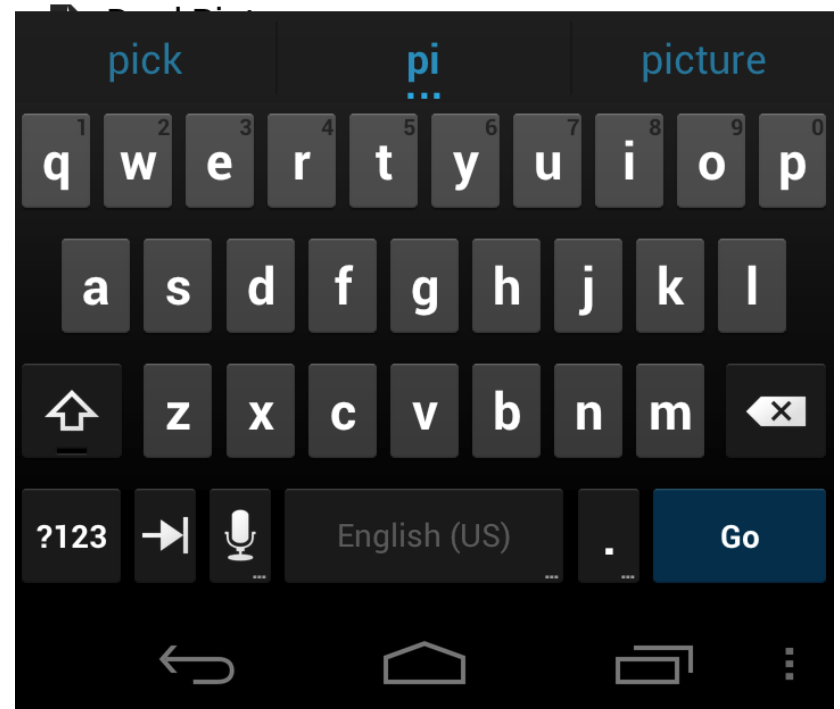 pick pi picture
1 2 3 4 5 6 7 8 9 0
q w e r t y u i o p
a s d f g h j k l
z x c v b n m
?123 English (US) . Go